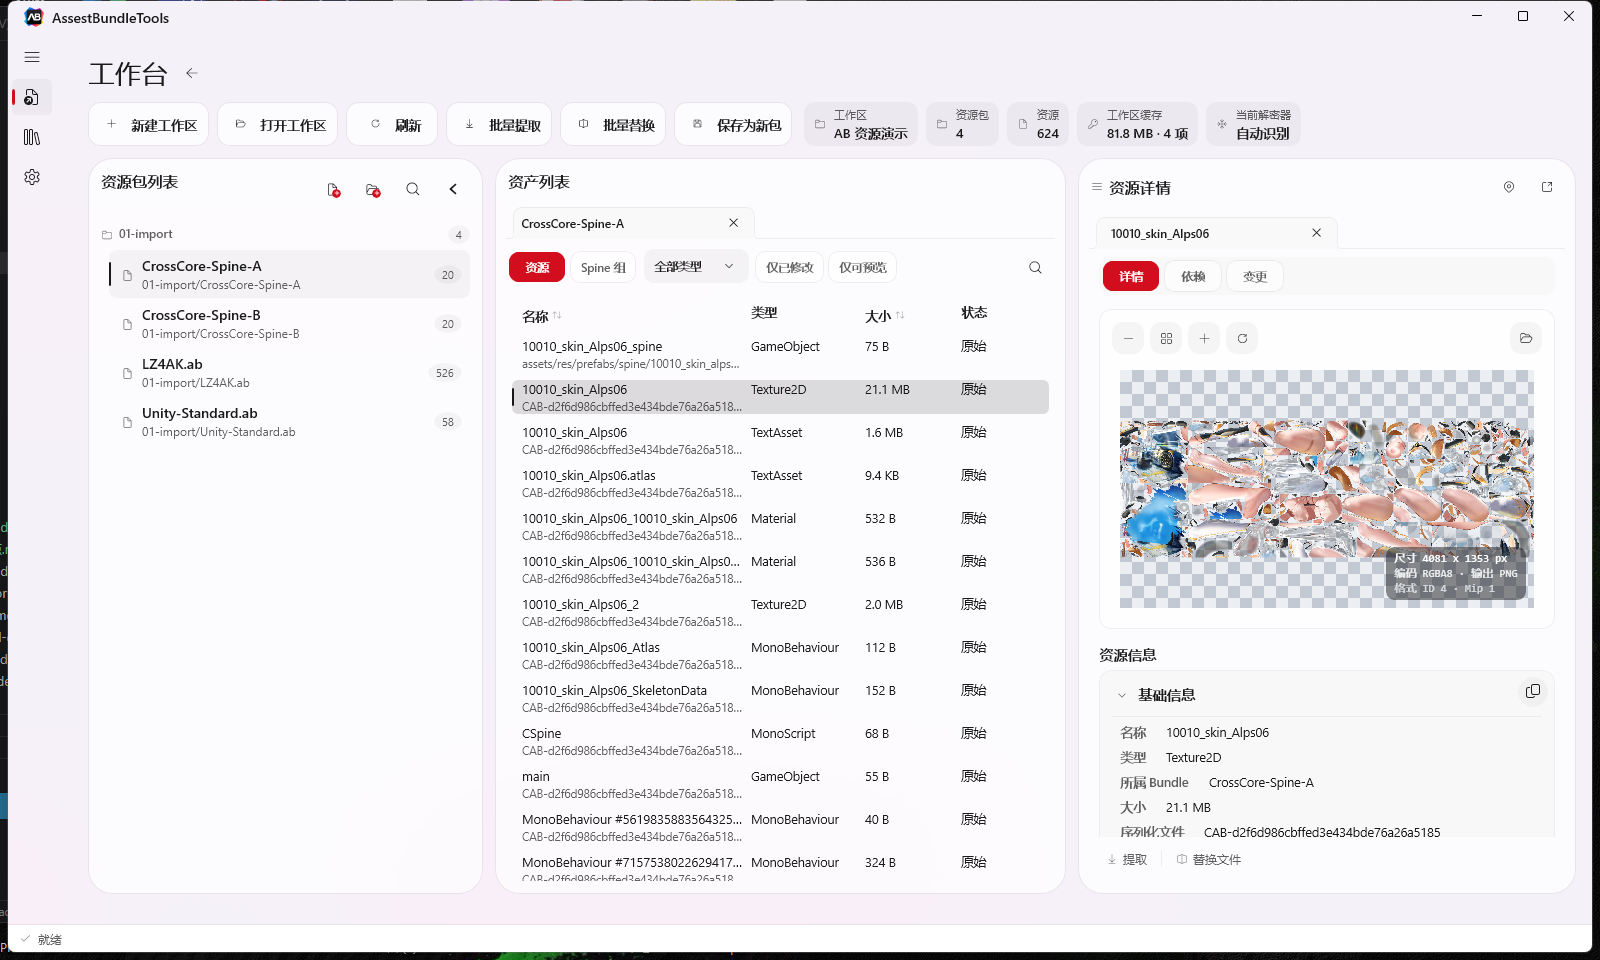 AssestBundleTools
工作台
新建工作区
打开工作区
刷新
批量提取
批量替换
保存为新包
工作区
AB 资源演示
资源包
4
资源
624
工作区缓存
81.8 MB · 4 项
当前解密器
自动识别
资源包列表
01-import
4
CrossCore-Spine-A
01-import/CrossCore-Spine-A
20
CrossCore-Spine-B
01-import/CrossCore-Spine-B
20
LZ4AK.ab
01-import/LZ4AK.ab
526
Unity-Standard.ab
01-import/Unity-Standard.ab
58
资产列表
CrossCore-Spine-A
资源
Spine 组
全部类型
仅已修改
仅可预览
名称 类型 大小 状态
10010_skin_Alps06_spine GameObject 75 B 原始
assets/res/prefabs/spine/10010_skin_alps...
10010_skin_Alps06 Texture2D 21.1 MB 原始
CAB-d2f6d986cbffed3e434bde76a26a518...
10010_skin_Alps06 TextAsset 1.6 MB 原始
CAB-d2f6d986cbffed3e434bde76a26a518...
10010_skin_Alps06.atlas TextAsset 9.4 KB 原始
CAB-d2f6d986cbffed3e434bde76a26a518...
10010_skin_Alps06_10010_skin_Alps06 Material 532 B 原始
CAB-d2f6d986cbffed3e434bde76a26a518...
10010_skin_Alps06_10010_skin_Alps0... Material 536 B 原始
CAB-d2f6d986cbffed3e434bde76a26a518...
10010_skin_Alps06_2 Texture2D 2.0 MB 原始
CAB-d2f6d986cbffed3e434bde76a26a518...
10010_skin_Alps06_Atlas MonoBehaviour 112 B 原始
CAB-d2f6d986cbffed3e434bde76a26a518...
10010_skin_Alps06_SkeletonData MonoBehaviour 152 B 原始
CAB-d2f6d986cbffed3e434bde76a26a518...
CSpine MonoScript 68 B 原始
CAB-d2f6d986cbffed3e434bde76a26a518...
main GameObject 55 B 原始
CAB-d2f6d986cbffed3e434bde76a26a518...
MonoBehaviour #5619835883564325... MonoBehaviour 40 B 原始
CAB-d2f6d986cbffed3e434bde76a26a518...
MonoBehaviour #7157538022629417... MonoBehaviour 324 B 原始
CAB-d2f6d986cbffed3e434bde76a26a518...
资源详情
10010_skin_Alps06
详情
依赖
变更
尺寸 4081 x 1353 px
编码 RGBA8 · 输出 PNG
格式 ID 4 · Mip 1
资源信息
基础信息
名称 10010_skin_Alps06
类型 Texture2D
所属 Bundle CrossCore-Spine-A
大小 21.1 MB
序列化文件 CAB-d2f6d986cbffed3e434bde76a26a5185
提取
替换文件
就绪